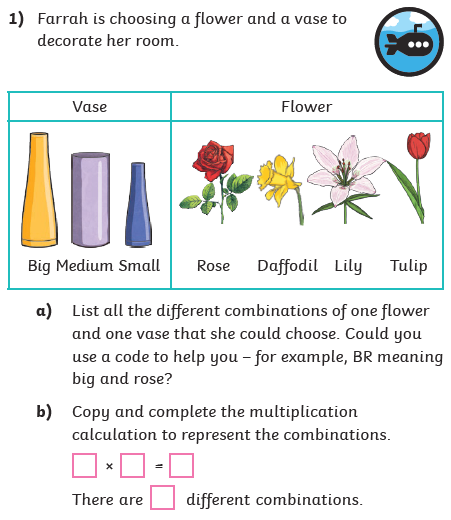 1) Farrah is choosing a flower and a vase to
decorate her room.
Vase Flower
Big Medium Small Rose Daffodil Lily Tulip
a) List all the different combinations of one flower
and one vase that she could choose. Could you
use a code to help you – for example, BR meaning
big and rose?
b) Copy and complete the multiplication
calculation to represent the combinations.
× =
There are different combinations.